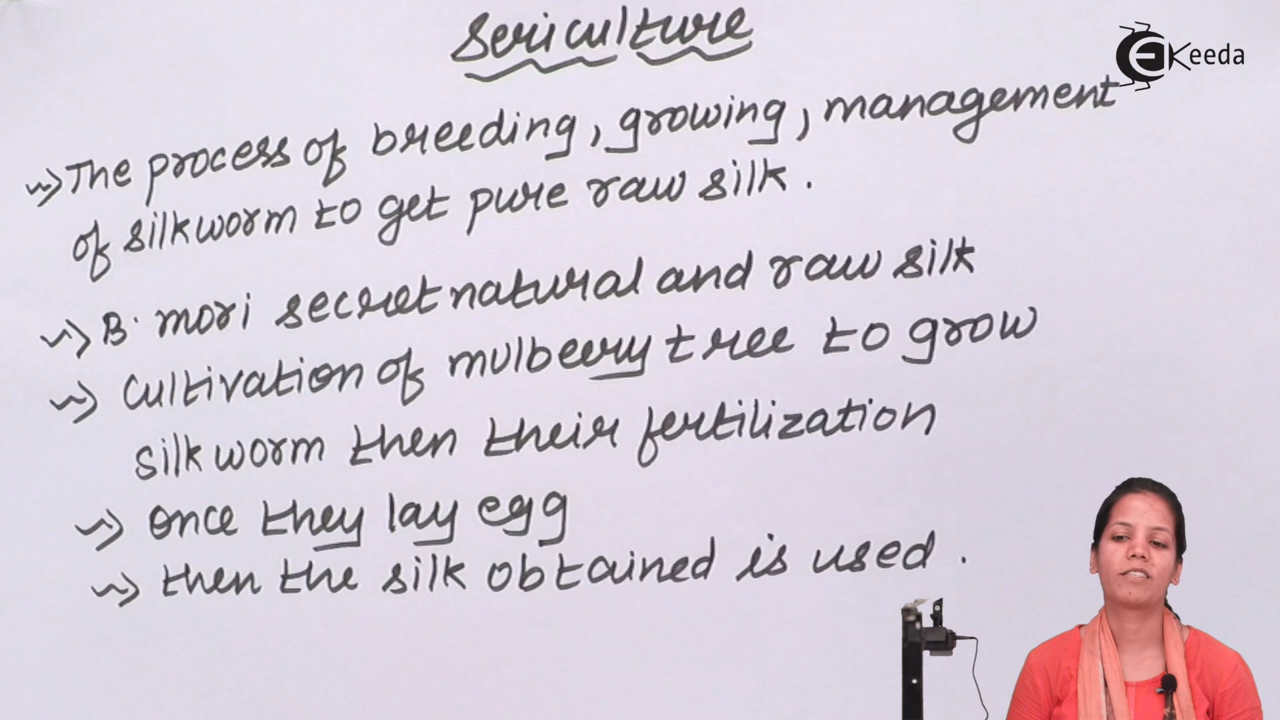 Sericulture
EKeeda
~> The process of breeding, growing, management
of silkworm to get pure raw silk.
~> B. mori secret natural and raw silk
~> Cultivation of mulbeery tree to grow
silkworm then their fertilization
~> Once they lay egg
~> then the silk obtained is used.